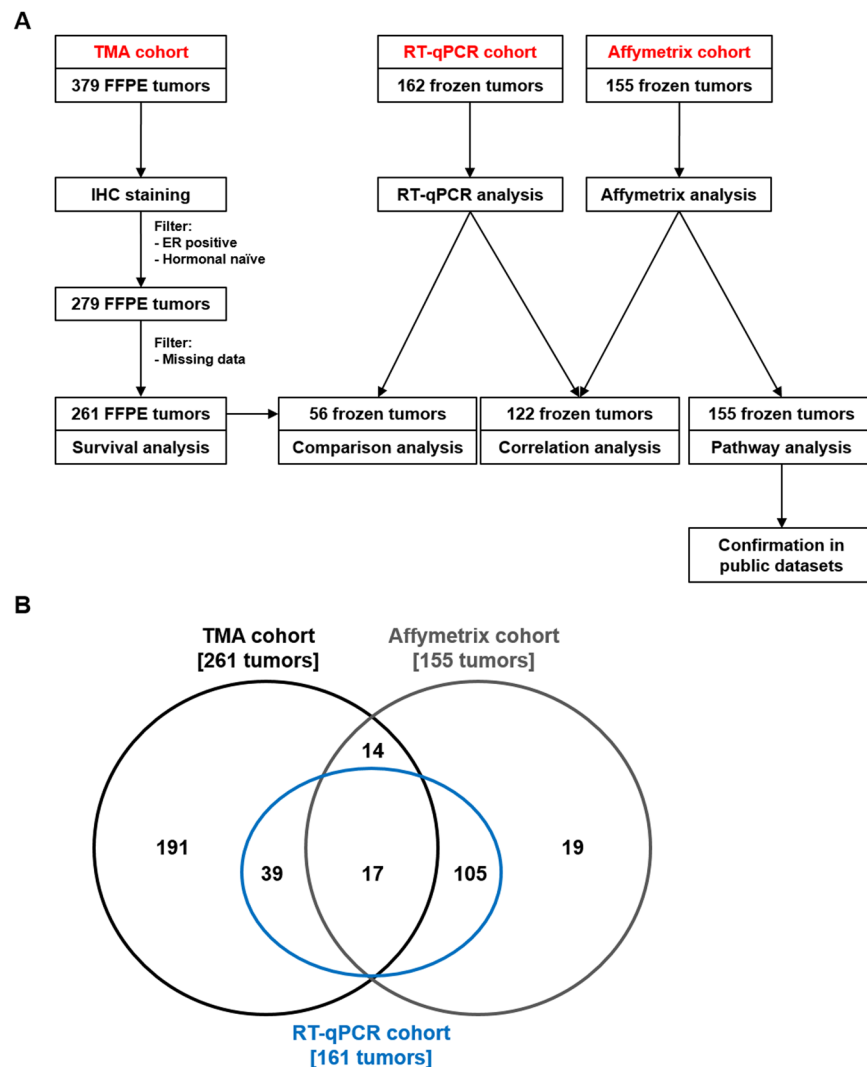 A
TMA cohort
379 FFPE tumors
RT-qPCR cohort
162 frozen tumors
Affymetrix cohort
155 frozen tumors
IHC staining
RT-qPCR analysis
Affymetrix analysis
Filter:
- ER positive
- Hormonal naïve
279 FFPE tumors
Filter:
- Missing data
261 FFPE tumors
Survival analysis
56 frozen tumors
Comparison analysis
122 frozen tumors
Correlation analysis
155 frozen tumors
Pathway analysis
Confirmation in
public datasets
B
TMA cohort
[261 tumors]
Affymetrix cohort
[155 tumors]
14
191
39
17
105
19
RT-qPCR cohort
[161 tumors]